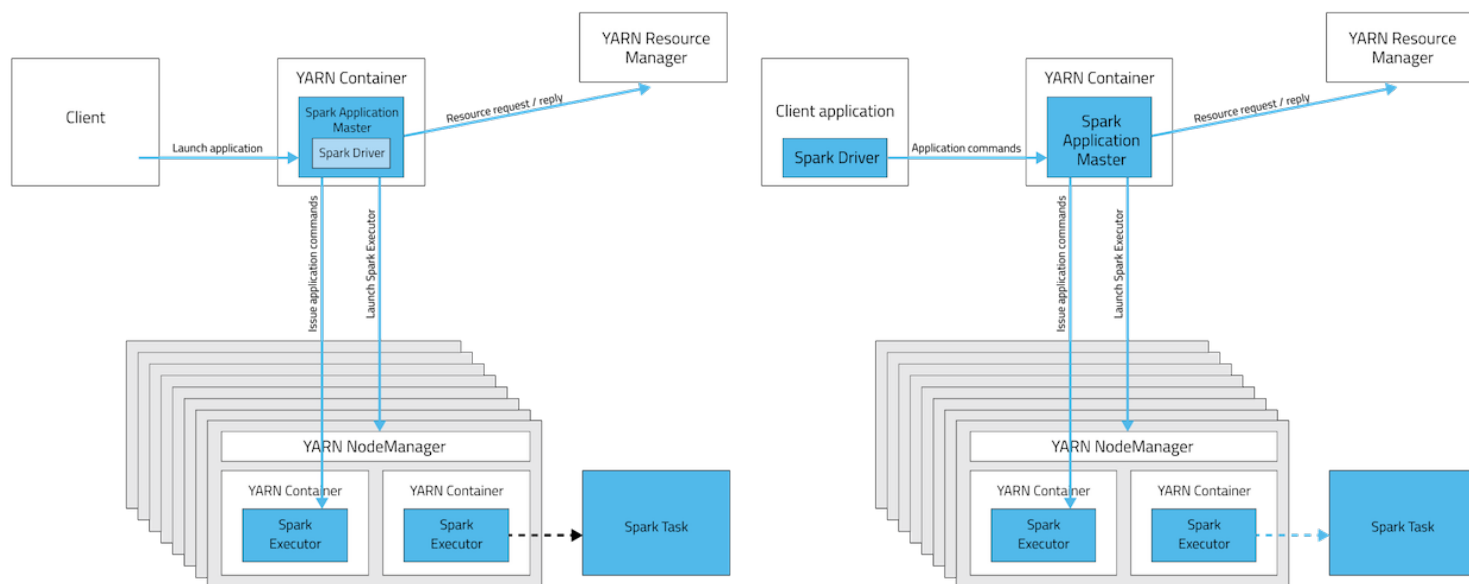 YARN Resource
Manager
YARN Container
Client
Spark Application
Master
Spark Driver
Launch application
Resource request / reply
Issue application commands
Launch Spark Executor
YARN NodeManager
YARN Container
YARN Container
Spark
Executor
Spark
Executor
Spark Task
YARN Resource
Manager
YARN Container
Client application
Spark Driver
Application commands
Spark
Application
Master
Resource request / reply
Issue application commands
Launch Spark Executor
YARN NodeManager
YARN Container
YARN Container
Spark
Executor
Spark
Executor
Spark Task